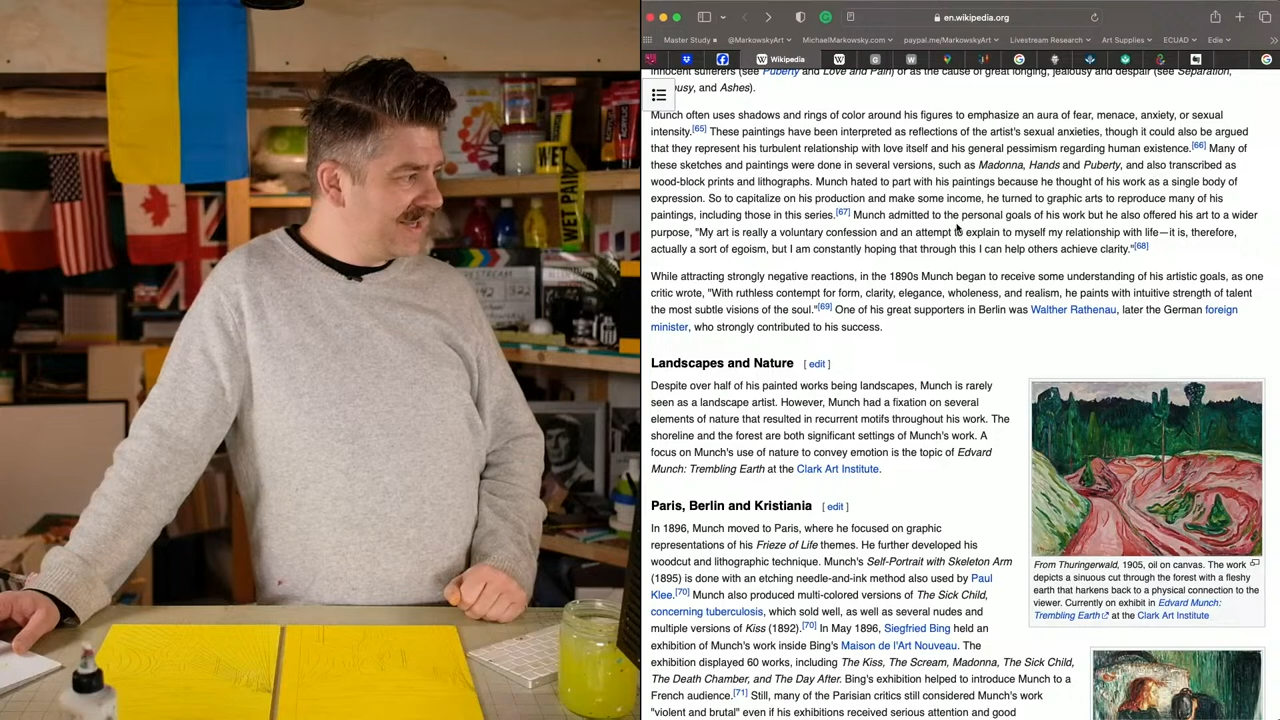 WET
WET PAINT
ACRYLIC
en.wikipedia.org
Master Study
@MarkowskyArt
MichaelMarkowsky.com
paypal.me/MarkowskyArt
Livestream Research
Art Supplies
ECUAD
Edie
Wikipedia
innocent sufferers (see Puberty and Love and Pain) or as the cause of great longing, jealousy and despair (see Separation,
ousy, and Ashes).
Munch often uses shadows and rings of color around his figures to emphasize an aura of fear, menace, anxiety, or sexual
intensity.[65] These paintings have been interpreted as reflections of the artist's sexual anxieties, though it could also be argued
that they represent his turbulent relationship with love itself and his general pessimism regarding human existence.[66] Many of
these sketches and paintings were done in several versions, such as Madonna, Hands and Puberty, and also transcribed as
wood-block prints and lithographs. Munch hated to part with his paintings because he thought of his work as a single body of
expression. So to capitalize on his production and make some income, he turned to graphic arts to reproduce many of his
paintings, including those in this series.[67] Munch admitted to the personal goals of his work but he also offered his art to a wider
purpose, "My art is really a voluntary confession and an attempt to explain to myself my relationship with life—it is, therefore,
actually a sort of egoism, but I am constantly hoping that through this I can help others achieve clarity."[68]
While attracting strongly negative reactions, in the 1890s Munch began to receive some understanding of his artistic goals, as one
critic wrote, "With ruthless contempt for form, clarity, elegance, wholeness, and realism, he paints with intuitive strength of talent
the most subtle visions of the soul."[69] One of his great supporters in Berlin was Walther Rathenau, later the German foreign
minister, who strongly contributed to his success.
Landscapes and Nature [ edit ]
Despite over half of his painted works being landscapes, Munch is rarely
seen as a landscape artist. However, Munch had a fixation on several
elements of nature that resulted in recurrent motifs throughout his work. The
shoreline and the forest are both significant settings of Munch's work. A
focus on Munch's use of nature to convey emotion is the topic of Edvard
Munch: Trembling Earth at the Clark Art Institute.
From Thuringerwald, 1905, oil on canvas. The work
depicts a sinuous cut through the forest with a fleshy
earth that harkens back to a physical connection to the
viewer. Currently on exhibit in Edvard Munch:
Trembling Earth at the Clark Art Institute
Paris, Berlin and Kristiania [ edit ]
In 1896, Munch moved to Paris, where he focused on graphic
representations of his Frieze of Life themes. He further developed his
woodcut and lithographic technique. Munch's Self-Portrait with Skeleton Arm
(1895) is done with an etching needle-and-ink method also used by Paul
Klee.[70] Munch also produced multi-colored versions of The Sick Child,
concerning tuberculosis, which sold well, as well as several nudes and
multiple versions of Kiss (1892).[70] In May 1896, Siegfried Bing held an
exhibition of Munch's work inside Bing's Maison de l'Art Nouveau. The
exhibition displayed 60 works, including The Kiss, The Scream, Madonna, The Sick Child,
The Death Chamber, and The Day After. Bing's exhibition helped to introduce Munch to a
French audience.[71] Still, many of the Parisian critics still considered Munch's work
"violent and brutal" even if his exhibitions received serious attention and good